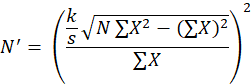 N′ = ( (k/s √(N ∑X² − (∑X)²)) / ∑X )²